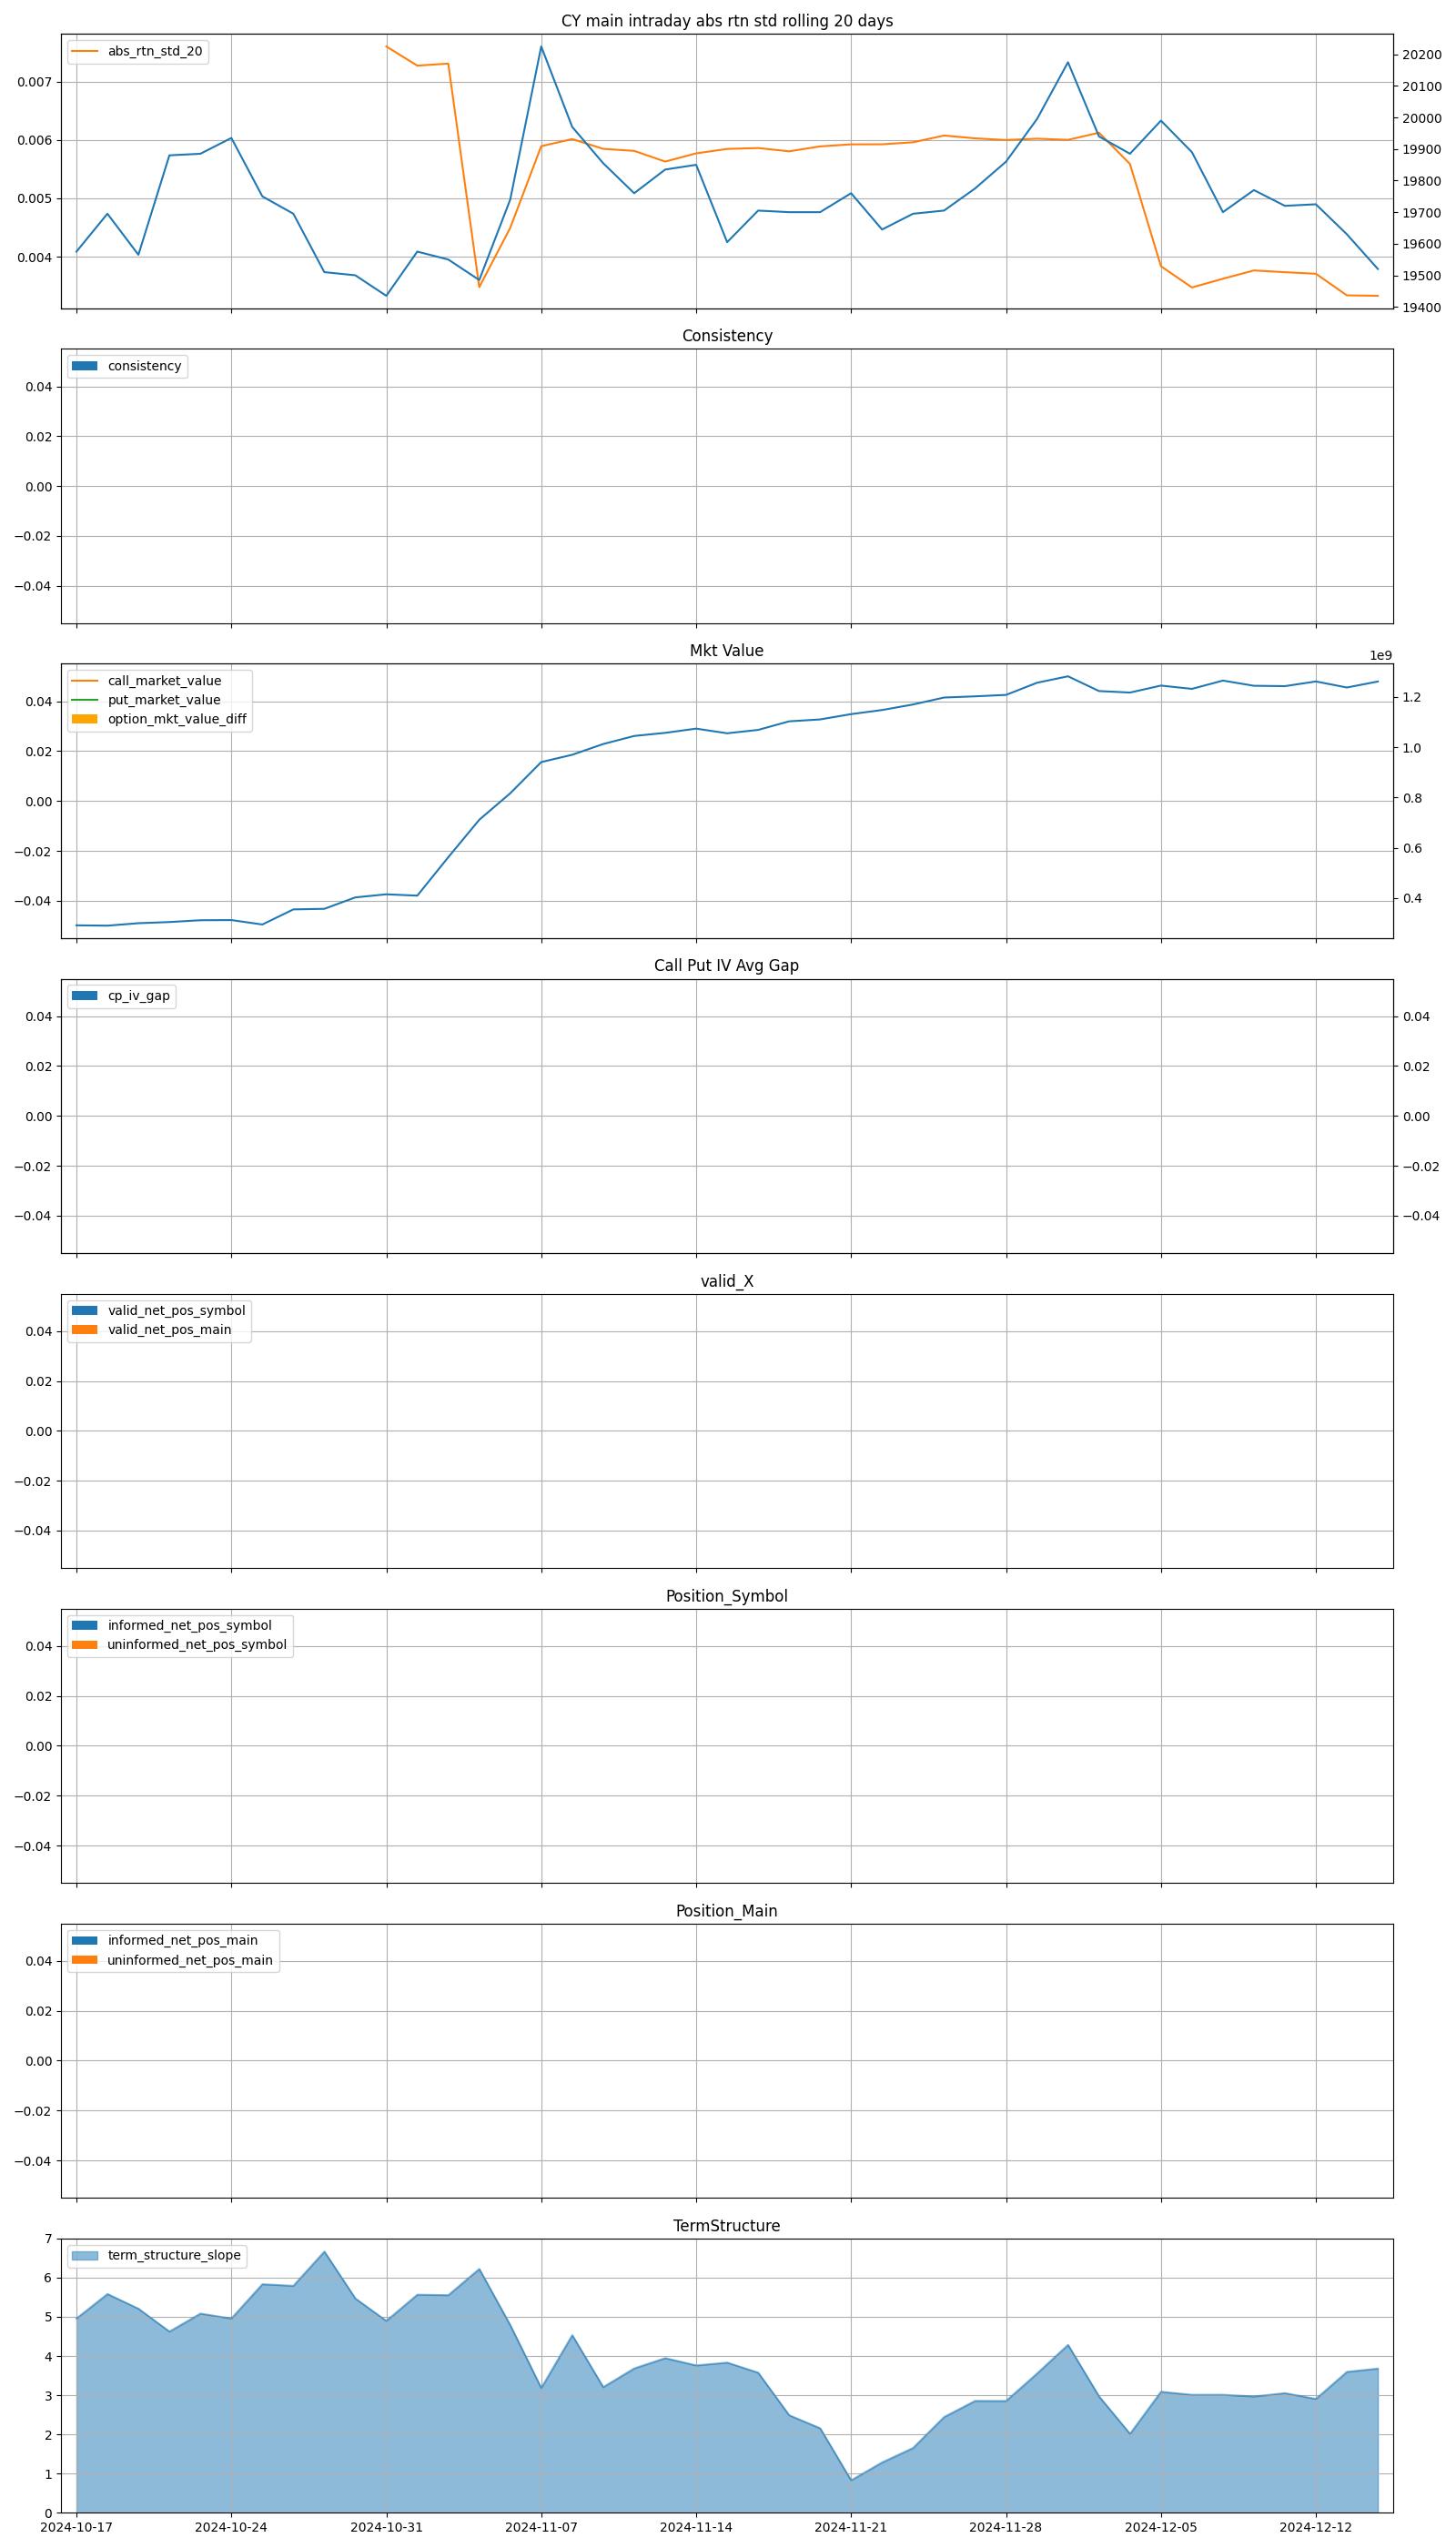 CY main intraday abs rtn std rolling 20 days
abs_rtn_std_20
0.007
0.006
0.005
0.004
20200
20100
20000
19900
19800
19700
19600
19500
19400
Consistency
consistency
0.04
0.02
0.00
−0.02
−0.04
Mkt Value
1e9
call_market_value
put_market_value
option_mkt_value_diff
0.04
0.02
0.00
−0.02
−0.04
1.2
1.0
0.8
0.6
0.4
Call Put IV Avg Gap
cp_iv_gap
0.04
0.02
0.00
−0.02
−0.04
0.04
0.02
0.00
−0.02
−0.04
valid_X
valid_net_pos_symbol
valid_net_pos_main
0.04
0.02
0.00
−0.02
−0.04
Position_Symbol
informed_net_pos_symbol
uninformed_net_pos_symbol
0.04
0.02
0.00
−0.02
−0.04
Position_Main
informed_net_pos_main
uninformed_net_pos_main
0.04
0.02
0.00
−0.02
−0.04
TermStructure
term_structure_slope
7
6
5
4
3
2
1
0
2024-10-17 2024-10-24 2024-10-31 2024-11-07 2024-11-14 2024-11-21 2024-11-28 2024-12-05 2024-12-12